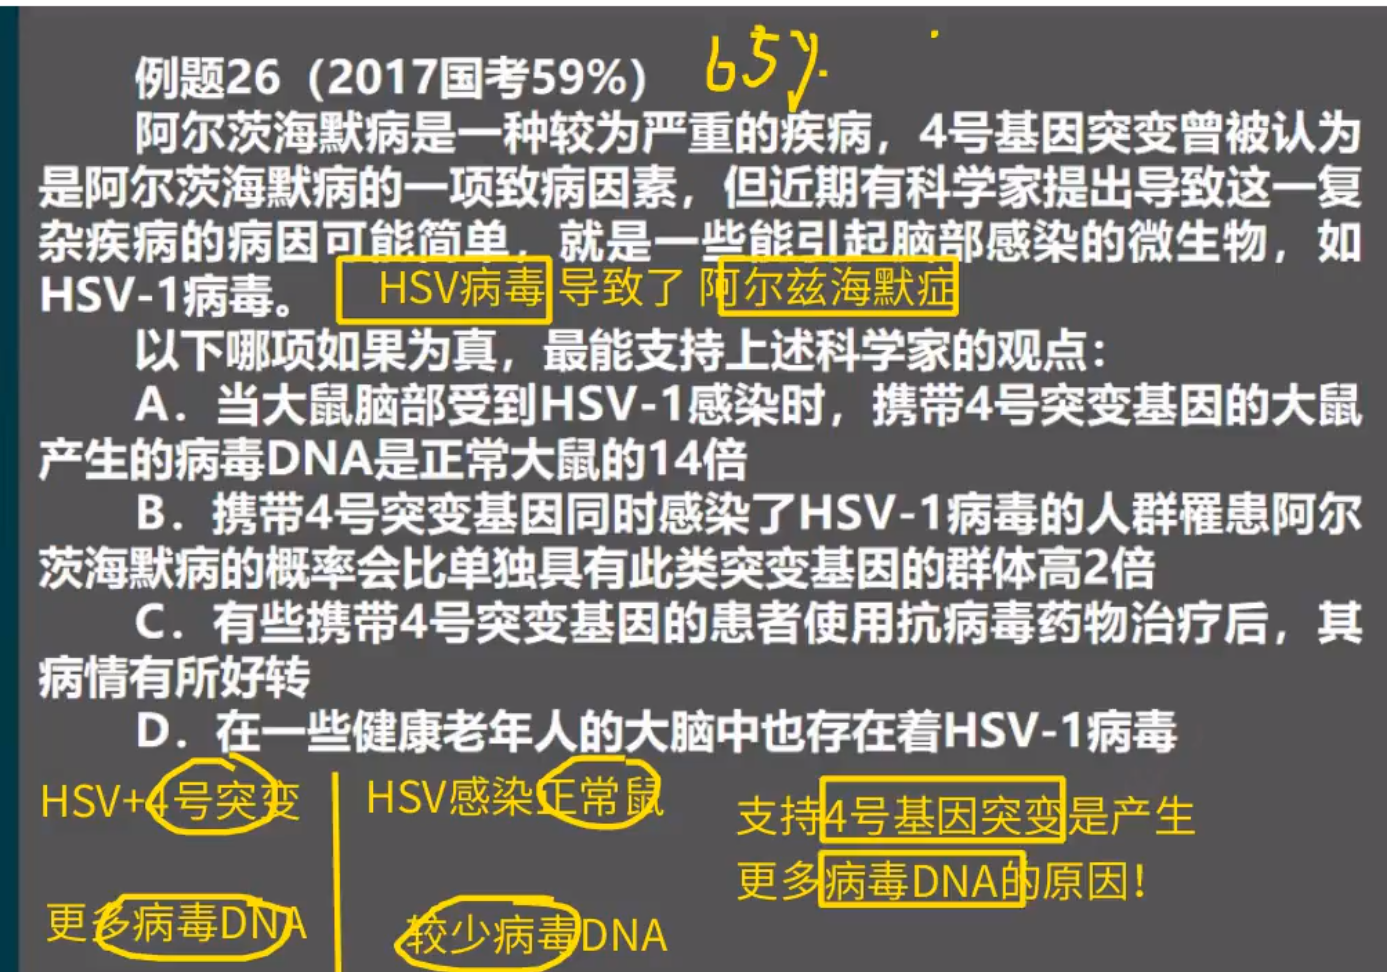 例题26（2017国考59%） 65%.
阿尔茨海默病是一种较为严重的疾病，4号基因突变曾被认为
是阿尔茨海默病的一项致病因素，但近期有科学家提出导致这一复
杂疾病的病因可能简单，就是一些能引起脑部感染的微生物，如
HSV-1病毒。 HSV病毒 导致了 阿尔兹海默症
以下哪项如果为真，最能支持上述科学家的观点：
A．当大鼠脑部受到HSV-1感染时，携带4号突变基因的大鼠
产生的病毒DNA是正常大鼠的14倍
B．携带4号突变基因同时感染了HSV-1病毒的人群罹患阿尔
茨海默病的概率会比单独具有此类突变基因的群体高2倍
C．有些携带4号突变基因的患者使用抗病毒药物治疗后，其
病情有所好转
D．在一些健康老年人的大脑中也存在着HSV-1病毒
HSV+4号突变 HSV感染正常鼠
支持4号基因突变是产生
更多病毒DNA的原因！
更多病毒DNA 较少病毒DNA